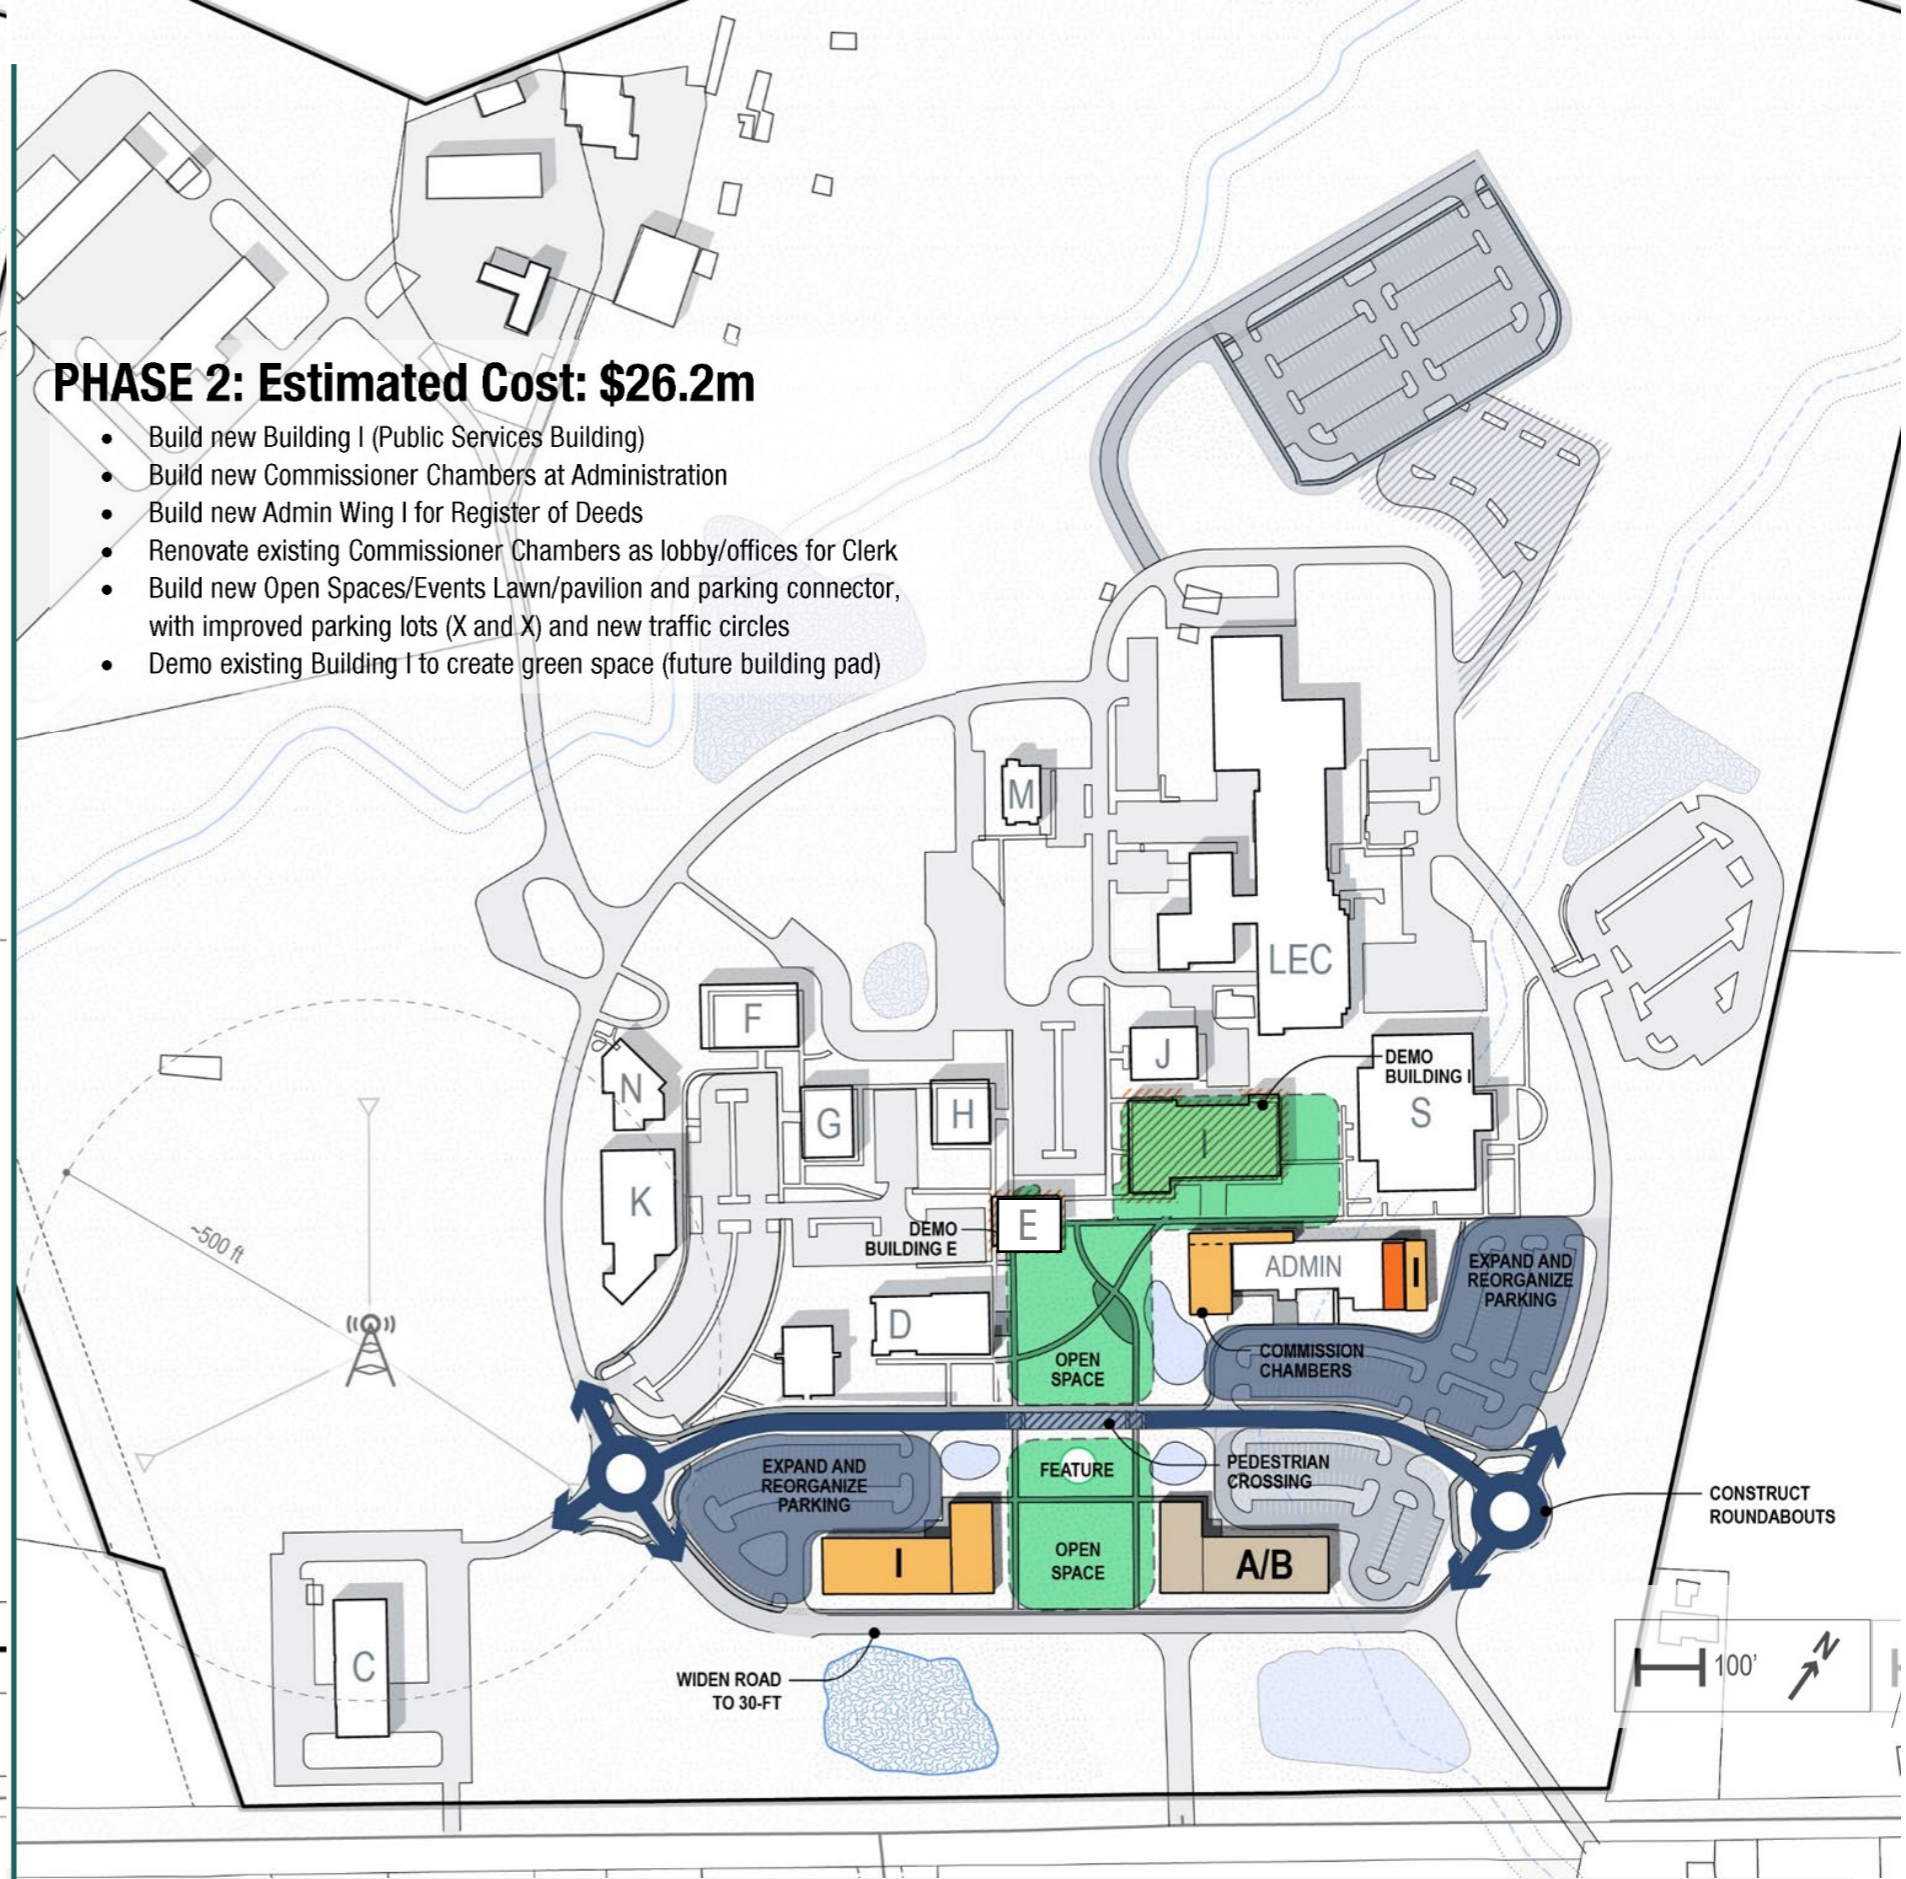 PHASE 2: Estimated Cost: $26.2m
• Build new Building I (Public Services Building)
• Build new Commissioner Chambers at Administration
• Build new Admin Wing I for Register of Deeds
• Renovate existing Commissioner Chambers as lobby/offices for Clerk
• Build new Open Spaces/Events Lawn/pavilion and parking connector,
with improved parking lots (X and X) and new traffic circles
• Demo existing Building I to create green space (future building pad)
M
LEC
F
N
G
H
J
DEMO
BUILDING I
I
S
K
~500 ft
E
DEMO
BUILDING E
ADMIN
I
EXPAND AND
REORGANIZE
PARKING
D
COMMISSION
CHAMBERS
OPEN
SPACE
EXPAND AND
REORGANIZE
PARKING
FEATURE
PEDESTRIAN
CROSSING
CONSTRUCT
ROUNDABOUTS
I
OPEN
SPACE
A/B
C
WIDEN ROAD
TO 30-FT
100'
N